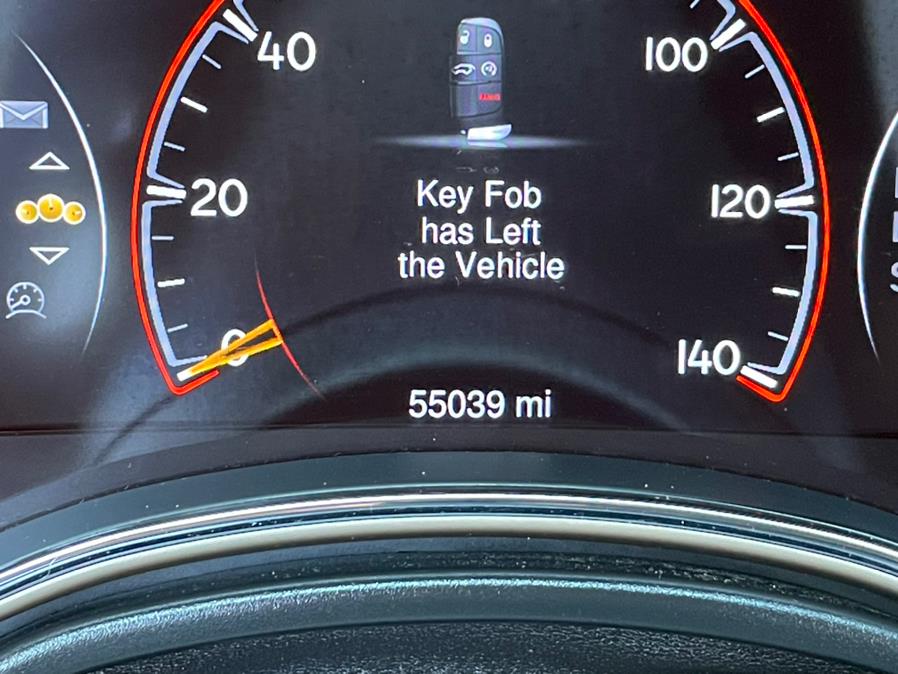 40
100
20
120
Key Fob
has Left
the Vehicle
0
140
55039 mi